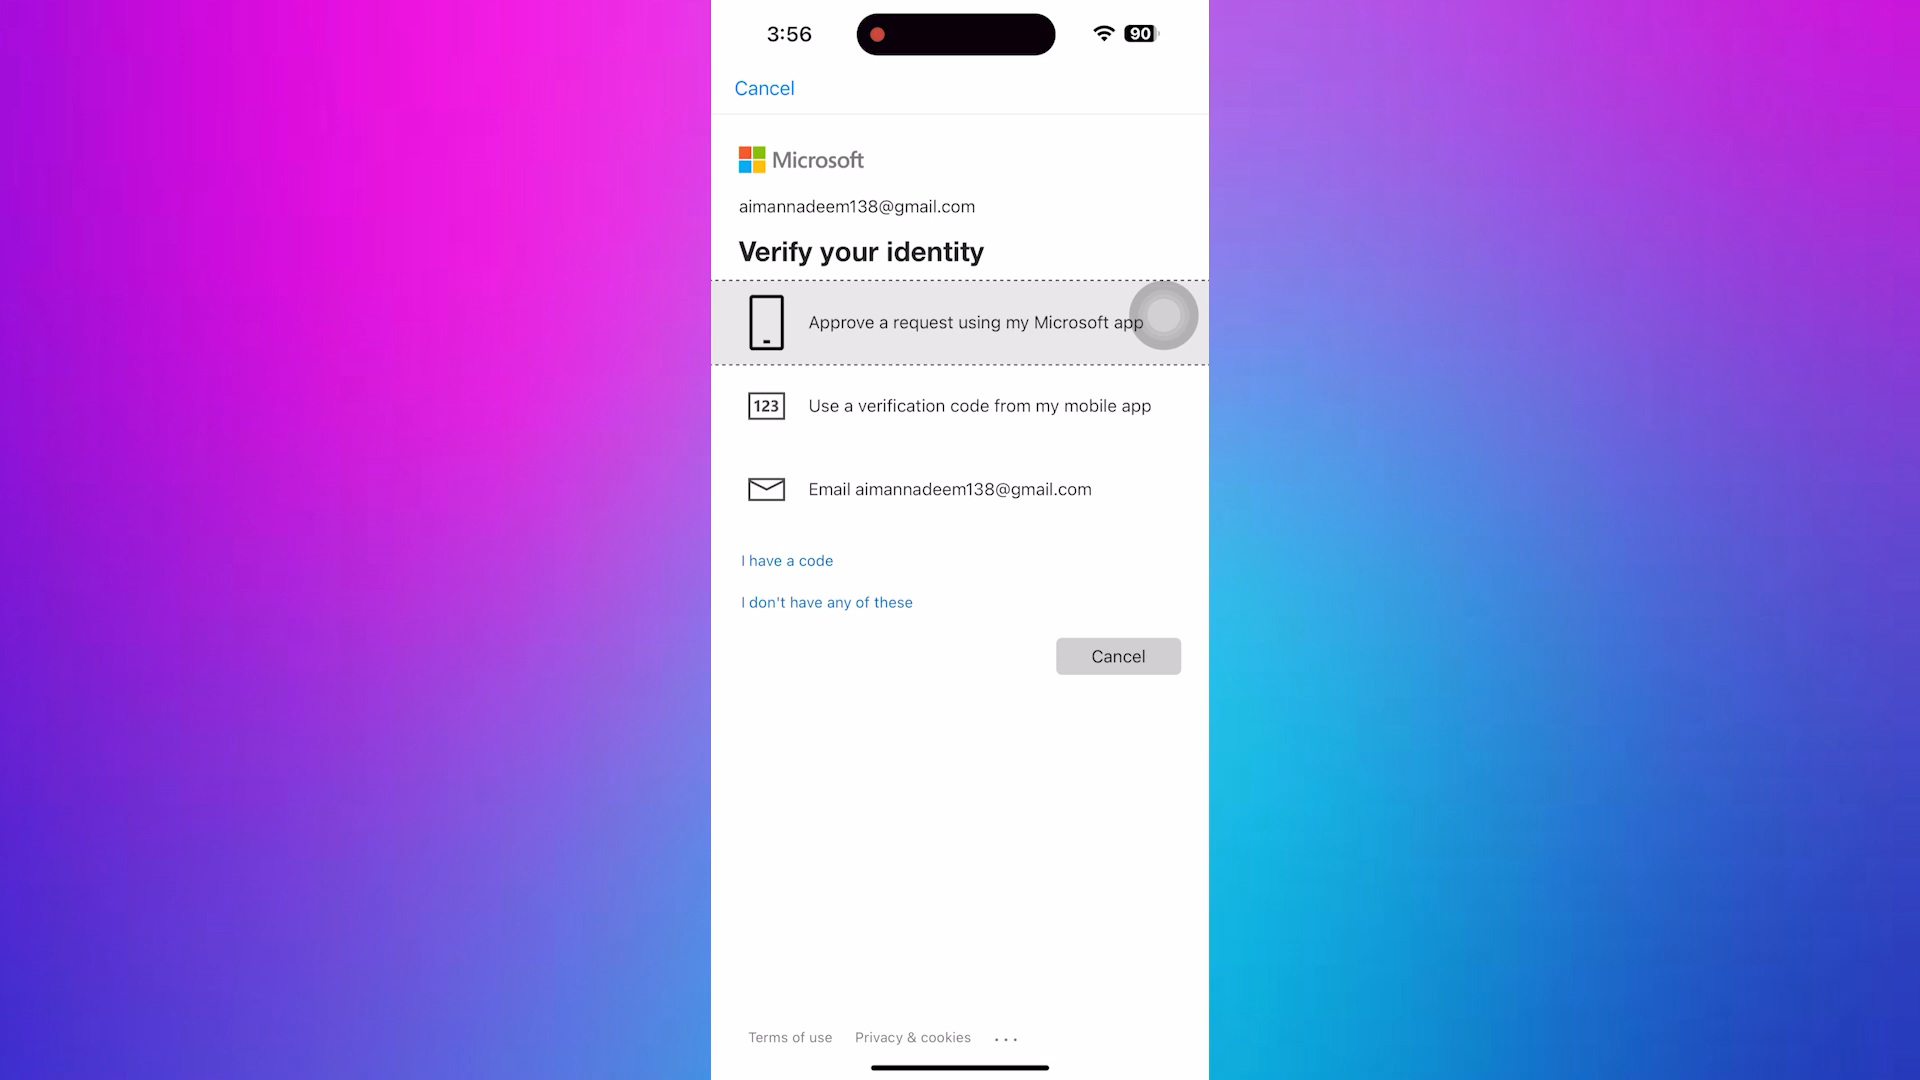 3:56
90
Cancel
Microsoft
aimannadeem138@gmail.com
Verify your identity
Approve a request using my Microsoft app
123
Use a verification code from my mobile app
Email aimannadeem138@gmail.com
I have a code
I don't have any of these
Cancel
Terms of use Privacy & cookies ...